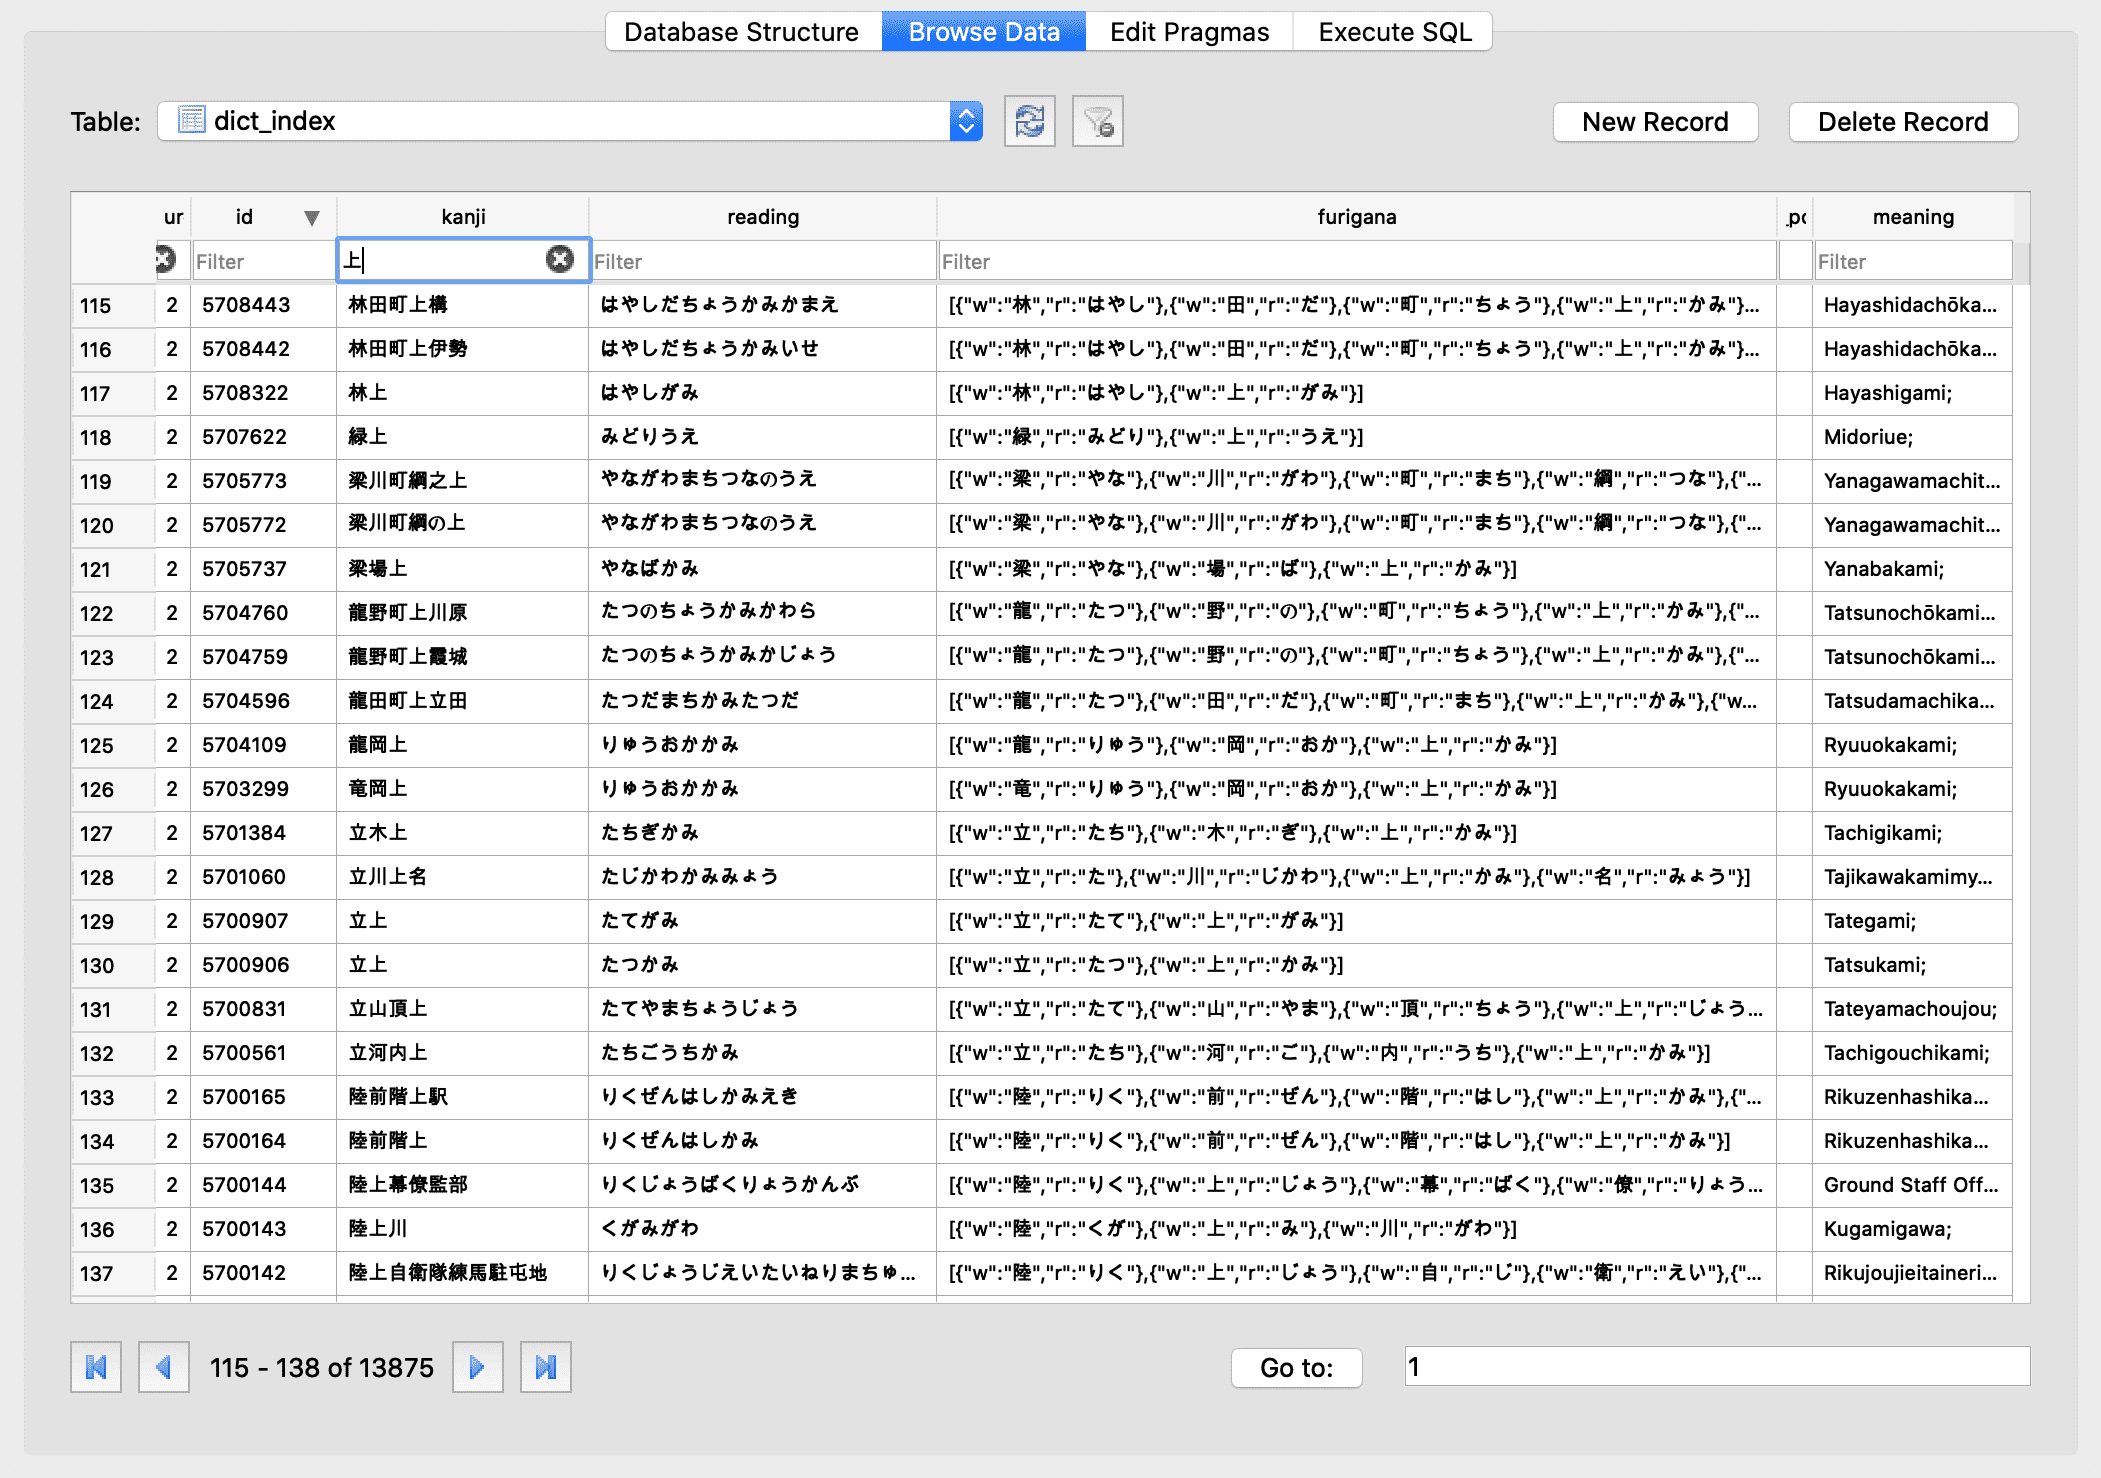 Database Structure Browse Data Edit Pragmas Execute SQL
Table: dict_index New Record Delete Record
ur id kanji reading furigana .pc meaning
Filter 上 Filter Filter Filter
115 2 5708443 林田町上構 はやしだちょうかみかまえ [{"w":"林","r":"はやし"},{"w":"田","r":"だ"},{"w":"町","r":"ちょう"},{"w":"上","r":"かみ"}... Hayashidachōka...
116 2 5708442 林田町上伊勢 はやしだちょうかみいせ [{"w":"林","r":"はやし"},{"w":"田","r":"だ"},{"w":"町","r":"ちょう"},{"w":"上","r":"かみ"}... Hayashidachōka...
117 2 5708322 林上 はやしがみ [{"w":"林","r":"はやし"},{"w":"上","r":"がみ"}] Hayashigami;
118 2 5707622 緑上 みどりうえ [{"w":"緑","r":"みどり"},{"w":"上","r":"うえ"}] Midoriue;
119 2 5705773 梁川町綱之上 やながわまちつなのうえ [{"w":"梁","r":"やな"},{"w":"川","r":"がわ"},{"w":"町","r":"まち"},{"w":"綱","r":"つな"},{"... Yanagawamachit...
120 2 5705772 梁川町綱の上 やながわまちつなのうえ [{"w":"梁","r":"やな"},{"w":"川","r":"がわ"},{"w":"町","r":"まち"},{"w":"綱","r":"つな"},{"... Yanagawamachit...
121 2 5705737 梁場上 やなばかみ [{"w":"梁","r":"やな"},{"w":"場","r":"ば"},{"w":"上","r":"かみ"}] Yanabakami;
122 2 5704760 龍野町上川原 たつのちょうかみかわら [{"w":"龍","r":"たつ"},{"w":"野","r":"の"},{"w":"町","r":"ちょう"},{"w":"上","r":"かみ"},{"... Tatsunochōkami...
123 2 5704759 龍野町上霞城 たつのちょうかみかじょう [{"w":"龍","r":"たつ"},{"w":"野","r":"の"},{"w":"町","r":"ちょう"},{"w":"上","r":"かみ"},{"... Tatsunochōkami...
124 2 5704596 龍田町上立田 たつだまちかみたつだ [{"w":"龍","r":"たつ"},{"w":"田","r":"だ"},{"w":"町","r":"まち"},{"w":"上","r":"かみ"},{"w... Tatsudamachika...
125 2 5704109 龍岡上 りゅうおかかみ [{"w":"龍","r":"りゅう"},{"w":"岡","r":"おか"},{"w":"上","r":"かみ"}] Ryuuokakami;
126 2 5703299 竜岡上 りゅうおかかみ [{"w":"竜","r":"りゅう"},{"w":"岡","r":"おか"},{"w":"上","r":"かみ"}] Ryuuokakami;
127 2 5701384 立木上 たちぎかみ [{"w":"立","r":"たち"},{"w":"木","r":"ぎ"},{"w":"上","r":"かみ"}] Tachigikami;
128 2 5701060 立川上名 たじかわかみみょう [{"w":"立","r":"た"},{"w":"川","r":"じかわ"},{"w":"上","r":"かみ"},{"w":"名","r":"みょう"}] Tajikawakamimy...
129 2 5700907 立上 たてがみ [{"w":"立","r":"たて"},{"w":"上","r":"がみ"}] Tategami;
130 2 5700906 立上 たつかみ [{"w":"立","r":"たつ"},{"w":"上","r":"かみ"}] Tatsukami;
131 2 5700831 立山頂上 たてやまちょうじょう [{"w":"立","r":"たて"},{"w":"山","r":"やま"},{"w":"頂","r":"ちょう"},{"w":"上","r":"じょう... Tateyamachoujou;
132 2 5700561 立河内上 たちごうちかみ [{"w":"立","r":"たち"},{"w":"河","r":"ご"},{"w":"内","r":"うち"},{"w":"上","r":"かみ"}] Tachigouchikami;
133 2 5700165 陸前階上駅 りくぜんはしかみえき [{"w":"陸","r":"りく"},{"w":"前","r":"ぜん"},{"w":"階","r":"はし"},{"w":"上","r":"かみ"},{"... Rikuzenhashika...
134 2 5700164 陸前階上 りくぜんはしかみ [{"w":"陸","r":"りく"},{"w":"前","r":"ぜん"},{"w":"階","r":"はし"},{"w":"上","r":"かみ"}] Rikuzenhashika...
135 2 5700144 陸上幕僚監部 りくじょうばくりょうかんぶ [{"w":"陸","r":"りく"},{"w":"上","r":"じょう"},{"w":"幕","r":"ばく"},{"w":"僚","r":"りょう... Ground Staff Off...
136 2 5700143 陸上川 くがみがわ [{"w":"陸","r":"くが"},{"w":"上","r":"み"},{"w":"川","r":"がわ"}] Kugamigawa;
137 2 5700142 陸上自衛隊練馬駐屯地 りくじょうじえいたいねりまちゅ... [{"w":"陸","r":"りく"},{"w":"上","r":"じょう"},{"w":"自","r":"じ"},{"w":"衛","r":"えい"},{"... Rikujoujieitaineri...
115 - 138 of 13875 Go to: 1